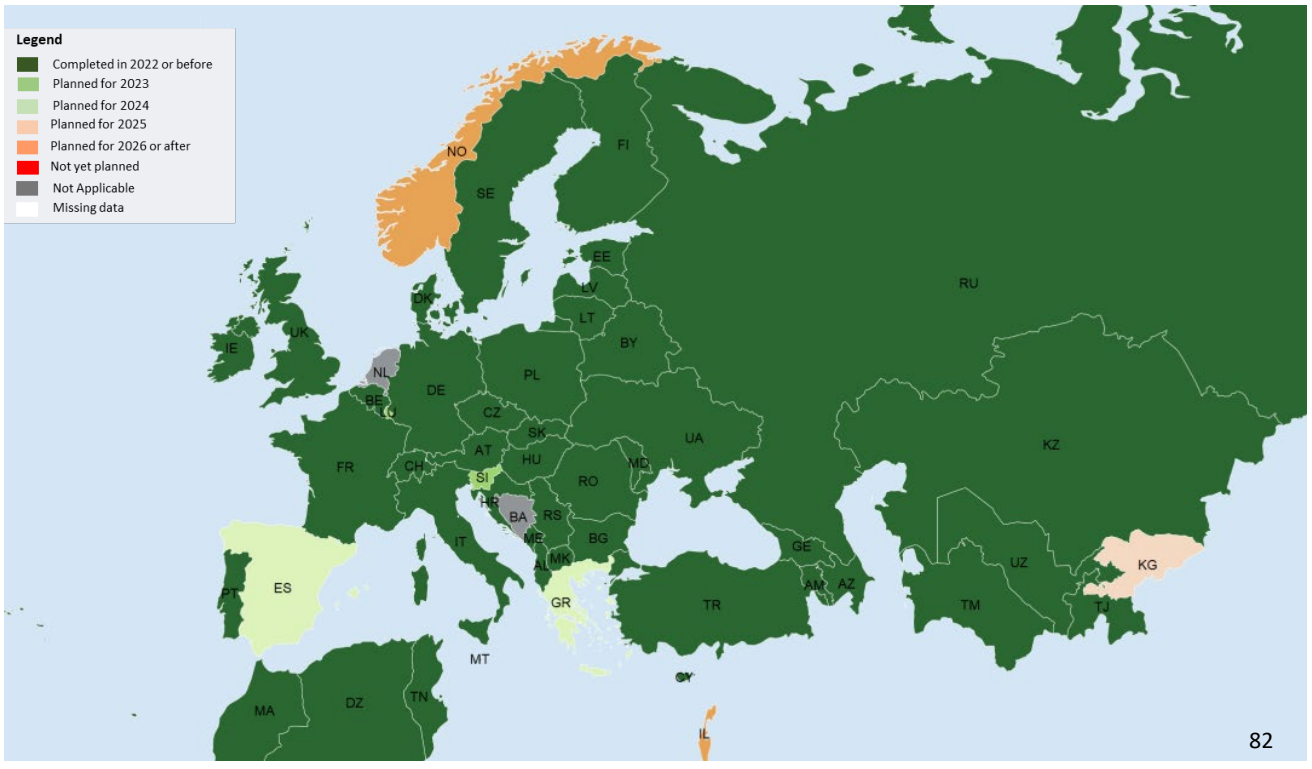 Legend
Completed in 2022 or before
Planned for 2023
Planned for 2024
Planned for 2025
Planned for 2026 or after
Not yet planned
Not Applicable
Missing data
NO
FI
SE
RU
EE
LV
DK
LT
UK
BY
IE
NL
PL
DE
BE
LU
CZ
SK
UA
KZ
AT
HU
MD
FR
CH
SI
RO
HR
BA
RS
ME
BG
IT
GE
MK
AL
UZ
KG
PT
ES
GR
TR
AM
AZ
TM
TJ
MT
CY
MA
DZ
TN
IL
82